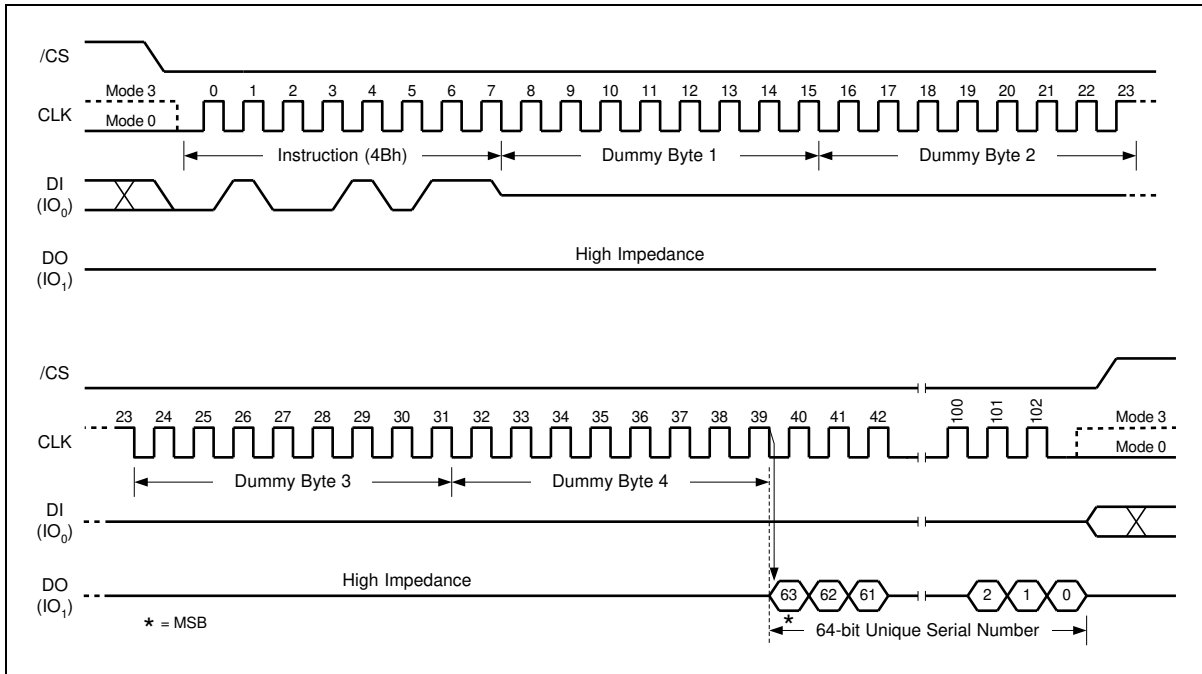 /CS
Mode 3 0 1 2 3 4 5 6 7 8 9 10 11 12 13 14 15 16 17 18 19 20 21 22 23
CLK
Mode 0
Instruction (4Bh) Dummy Byte 1 Dummy Byte 2
DI
(IO0)
High Impedance
DO
(IO1)
/CS
23 24 25 26 27 28 29 30 31 32 33 34 35 36 37 38 39 40 41 42 100 101 102 Mode 3
CLK
Mode 0
Dummy Byte 3 Dummy Byte 4
DI
(IO0)
High Impedance
DO
(IO1)
63 62 61 2 1 0
* = MSB
*
64-bit Unique Serial Number